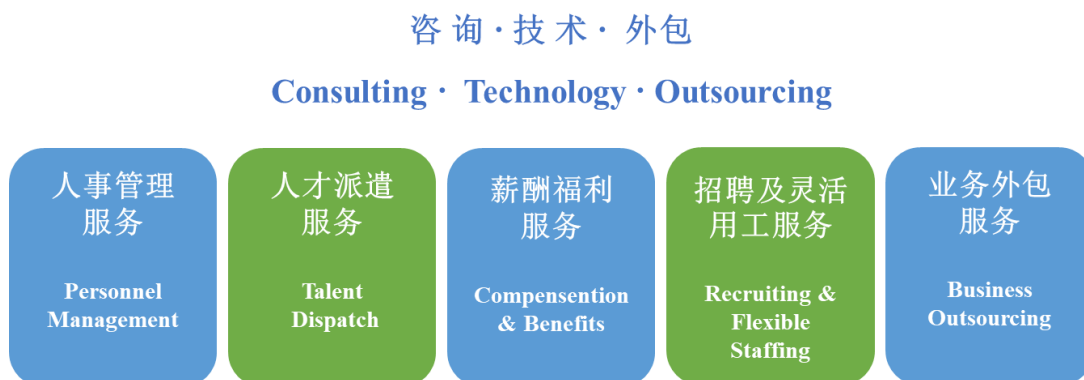 咨 询 · 技 术 · 外包
Consulting · Technology · Outsourcing
人事管理
服务
Personnel
Management
人才派遣
服务
Talent
Dispatch
薪酬福利
服务
Compensention
& Benefits
招聘及灵活
用工服务
Recruiting &
Flexible
Staffing
业务外包
服务
Business
Outsourcing